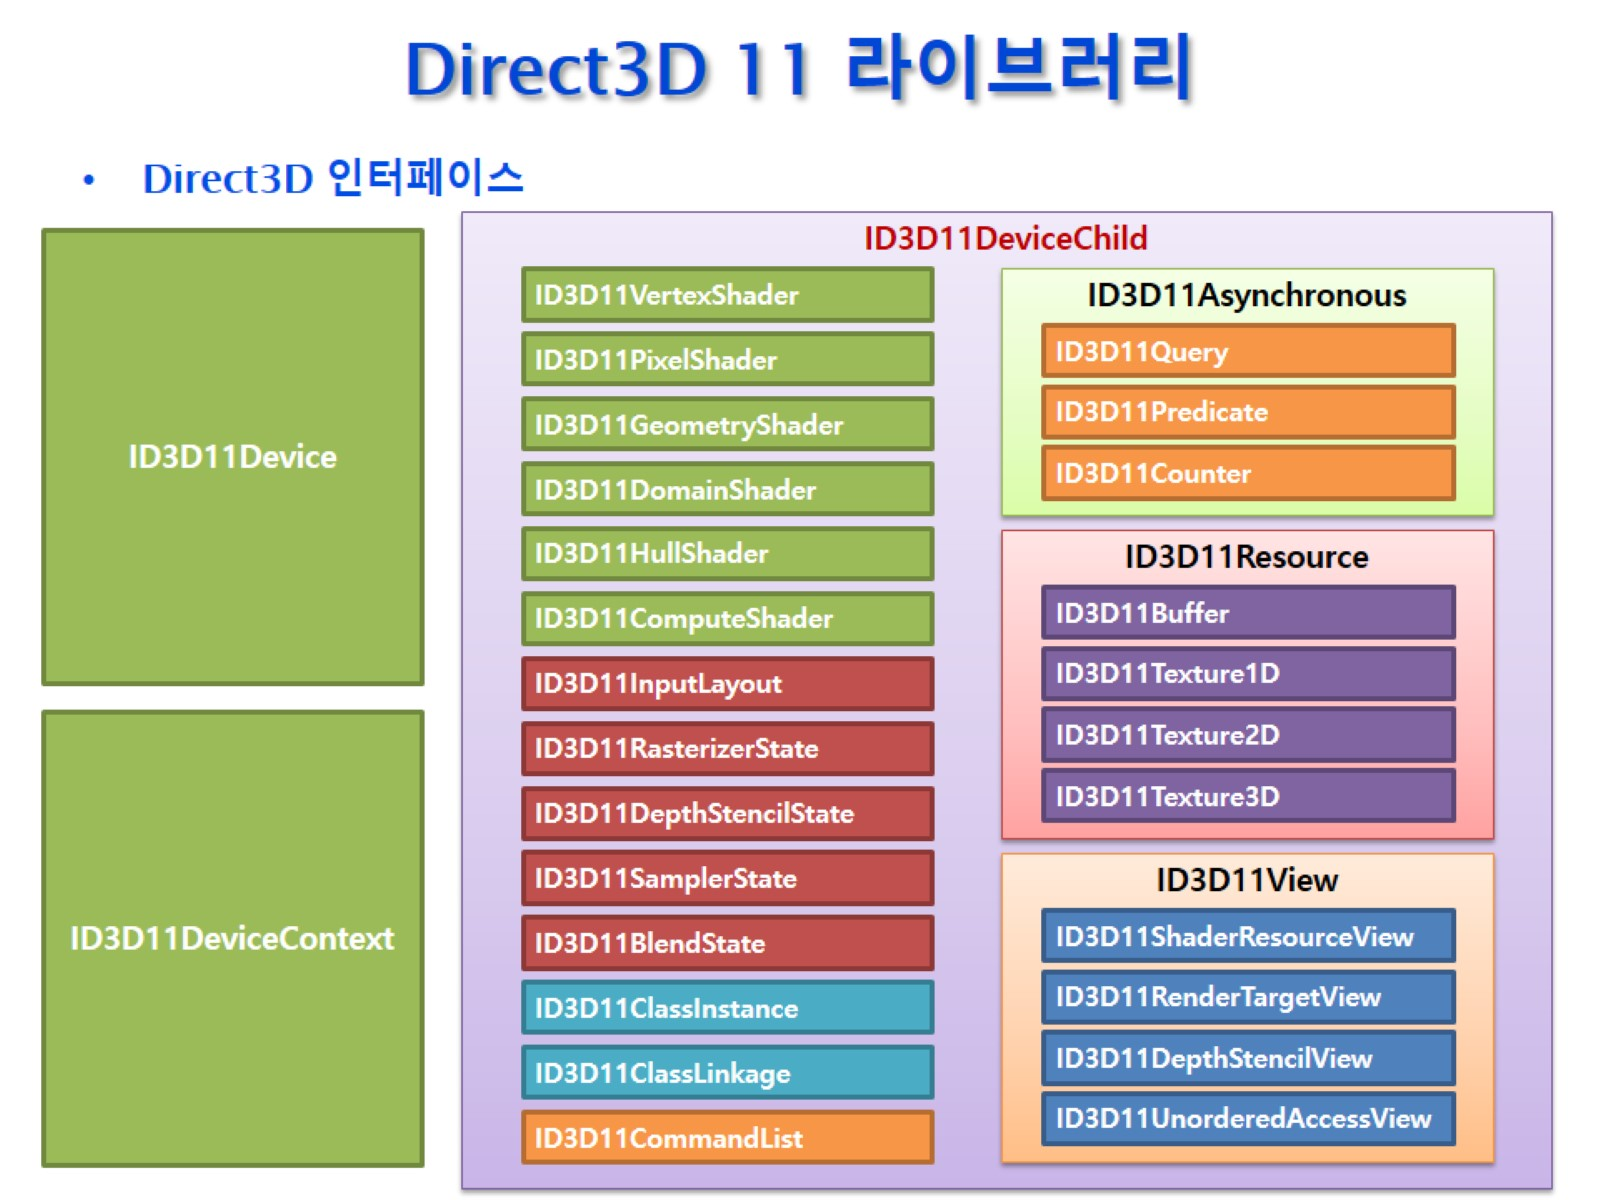 Direct3D 11 라이브러리
• Direct3D 인터페이스
ID3D11Device
ID3D11DeviceContext
ID3D11DeviceChild
ID3D11VertexShader
ID3D11PixelShader
ID3D11GeometryShader
ID3D11DomainShader
ID3D11HullShader
ID3D11ComputeShader
ID3D11InputLayout
ID3D11RasterizerState
ID3D11DepthStencilState
ID3D11SamplerState
ID3D11BlendState
ID3D11ClassInstance
ID3D11ClassLinkage
ID3D11CommandList
ID3D11Asynchronous
ID3D11Query
ID3D11Predicate
ID3D11Counter
ID3D11Resource
ID3D11Buffer
ID3D11Texture1D
ID3D11Texture2D
ID3D11Texture3D
ID3D11View
ID3D11ShaderResourceView
ID3D11RenderTargetView
ID3D11DepthStencilView
ID3D11UnorderedAccessView